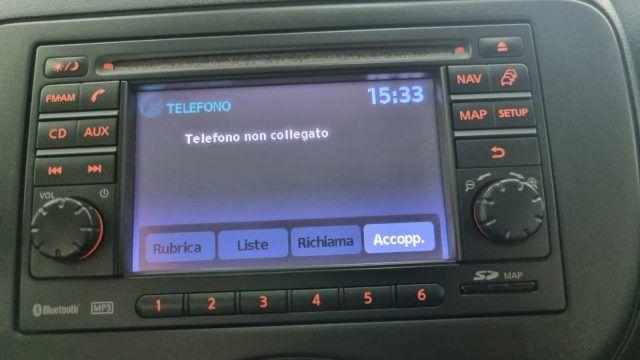 TELEFONO 15:33
Telefono non collegato
Rubrica Liste Richiama Accopp.
FM·AM
CD AUX
VOL
NAV
MAP SETUP
SD MAP
Bluetooth MP3 1 2 3 4 5 6